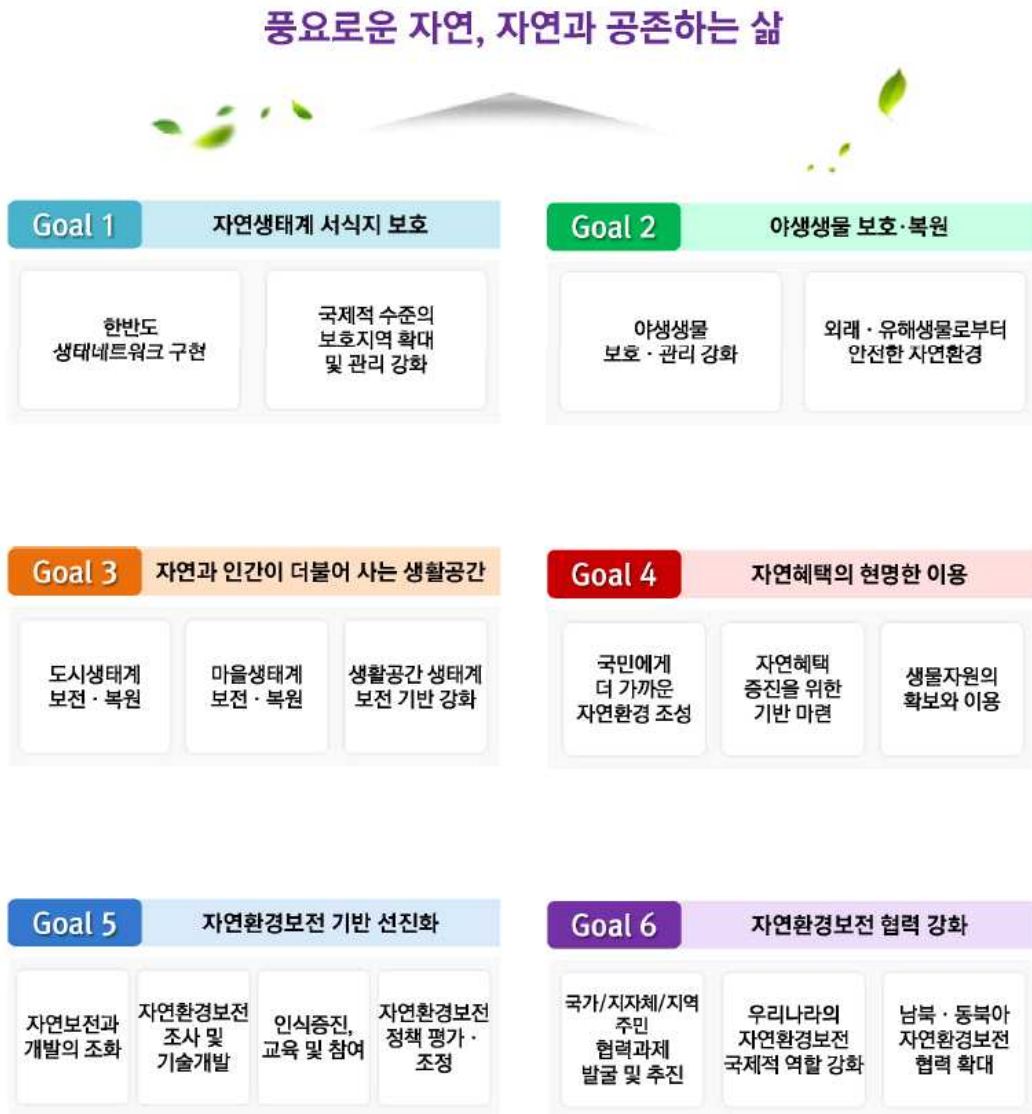 풍요로운 자연, 자연과 공존하는 삶
Goal 1
자연생태계 서식지 보호
한반도
생태네트워크 구현
국제적 수준의
보호지역 확대
및 관리 강화
Goal 2
야생생물 보호·복원
야생생물
보호 · 관리 강화
외래 · 유해생물로부터
안전한 자연환경
Goal 3
자연과 인간이 더불어 사는 생활공간
도시생태계
보전 · 복원
마을생태계
보전 · 복원
생활공간 생태계
보전 기반 강화
Goal 4
자연혜택의 현명한 이용
국민에게
더 가까운
자연환경 조성
자연혜택
증진을 위한
기반 마련
생물자원의
확보와 이용
Goal 5
자연환경보전 기반 선진화
자연보전과
개발의 조화
자연환경보전
조사 및
기술개발
인식증진,
교육 및 참여
자연환경보전
정책 평가 ·
조정
Goal 6
자연환경보전 협력 강화
국가/지자체/지역
주민
협력과제
발굴 및 추진
우리나라의
자연환경보전
국제적 역할 강화
남북 · 동북아
자연환경보전
협력 확대